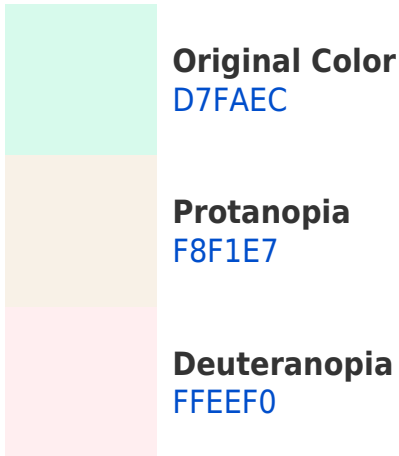 Original Color
D7FAEC
Protanopia
F8F1E7
Deuteranopia
FFEEF0